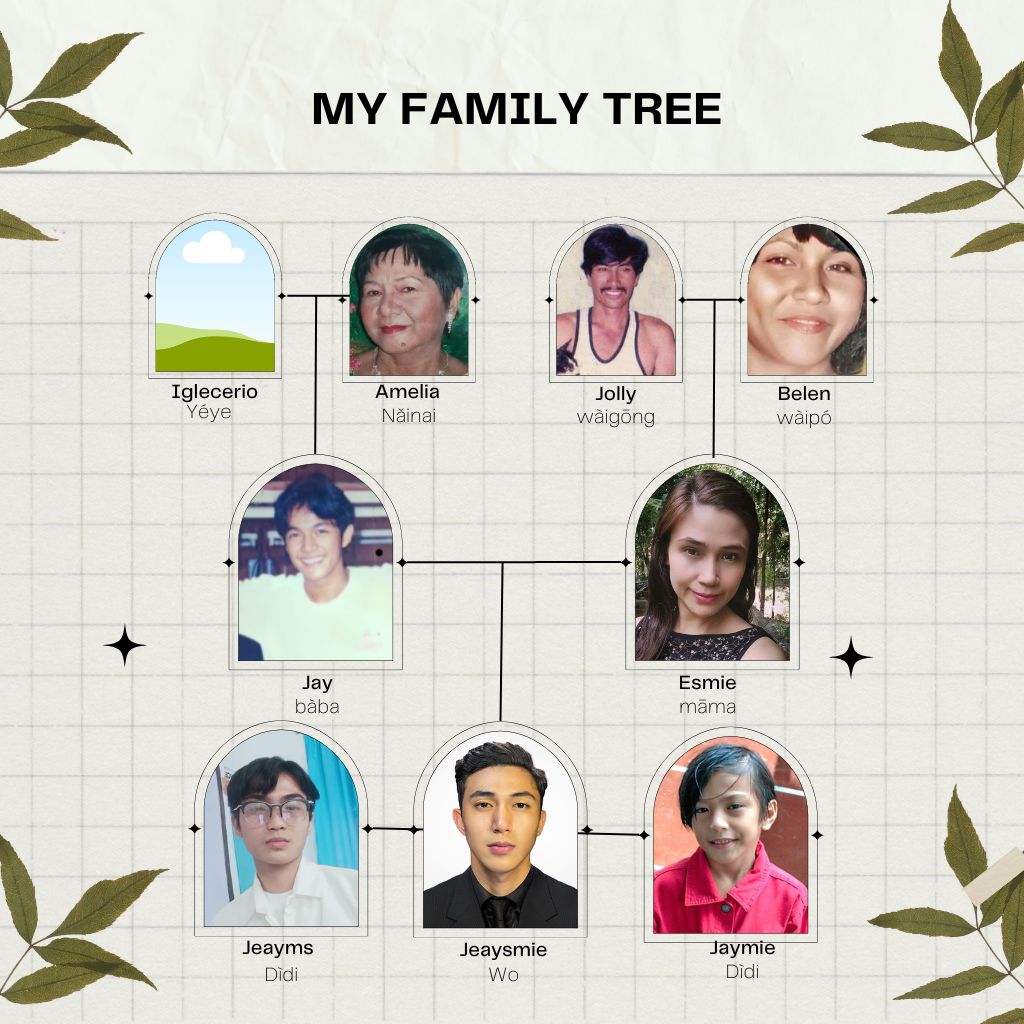 MY FAMILY TREE
Iglecerio
Yéye
Amelia
Nǎinai
Jolly
wàigōng
Belen
wàipó
Jay
bàba
Esmie
māma
Jeayms
Dìdi
Jeaysmie
Wo
Jaymie
Dìdi